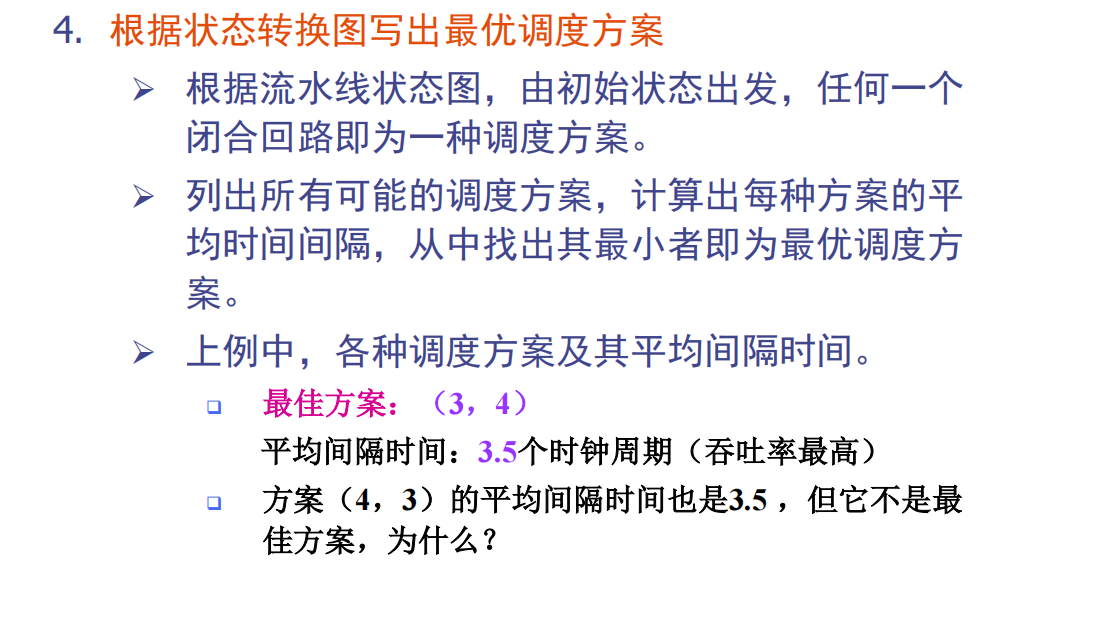 4. 根据状态转换图写出最优调度方案
➢ 根据流水线状态图，由初始状态出发，任何一个
闭合回路即为一种调度方案。
➢ 列出所有可能的调度方案，计算出每种方案的平
均时间间隔，从中找出其最小者即为最优调度方
案。
➢ 上例中，各种调度方案及其平均间隔时间。
❑ 最佳方案：（3，4）
平均间隔时间：3.5个时钟周期（吞吐率最高）
❑ 方案（4，3）的平均间隔时间也是3.5 ，但它不是最
佳方案，为什么？